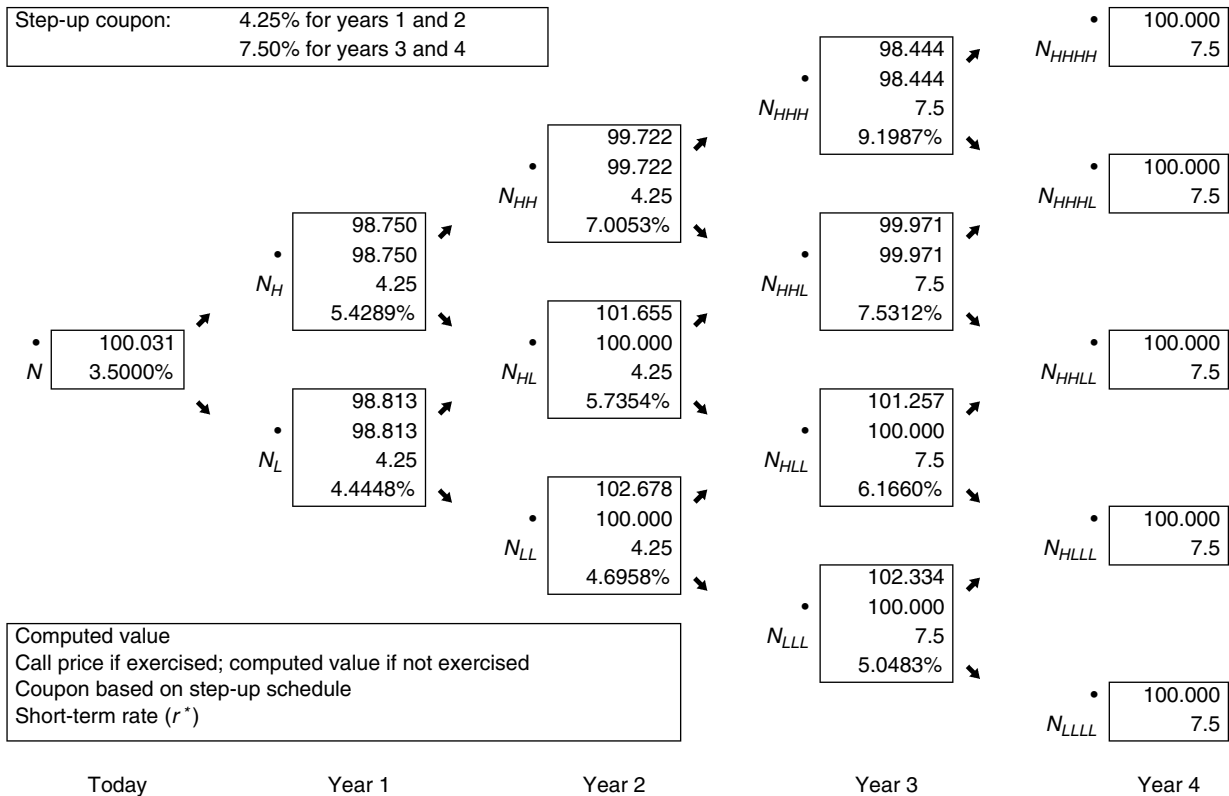 Step-up coupon: 4.25% for years 1 and 2
7.50% for years 3 and 4
•
N
100.031
3.5000%
•
N_H
98.750
98.750
4.25
5.4289%
•
N_L
98.813
98.813
4.25
4.4448%
•
N_HH
99.722
99.722
4.25
7.0053%
•
N_HL
101.655
100.000
4.25
5.7354%
•
N_LL
102.678
100.000
4.25
4.6958%
•
N_HHH
98.444
98.444
7.5
9.1987%
•
N_HHL
99.971
99.971
7.5
7.5312%
•
N_HLL
101.257
100.000
7.5
6.1660%
•
N_LLL
102.334
100.000
7.5
5.0483%
•
N_HHHH
100.000
7.5
•
N_HHHL
100.000
7.5
•
N_HHLL
100.000
7.5
•
N_HLLL
100.000
7.5
•
N_LLLL
100.000
7.5
Computed value
Call price if exercised; computed value if not exercised
Coupon based on step-up schedule
Short-term rate (r*)
Today Year 1 Year 2 Year 3 Year 4